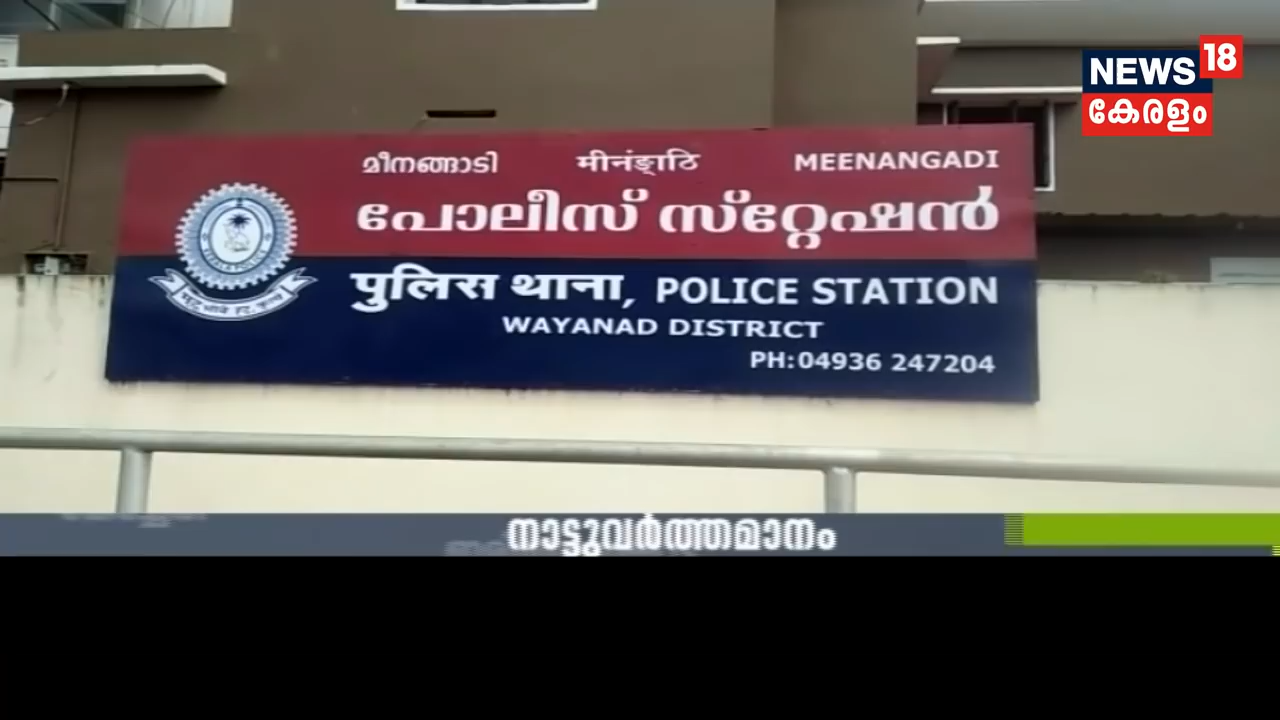 NEWS 18
കേരളം
മീനങ്ങാടി मीनंङ्ाठि MEENANGADI
പോലീസ് സ്റ്റേഷൻ
पुलिस थाना, POLICE STATION
WAYANAD DISTRICT
PH:04936 247204
നാട്ടുവർത്തമാനം